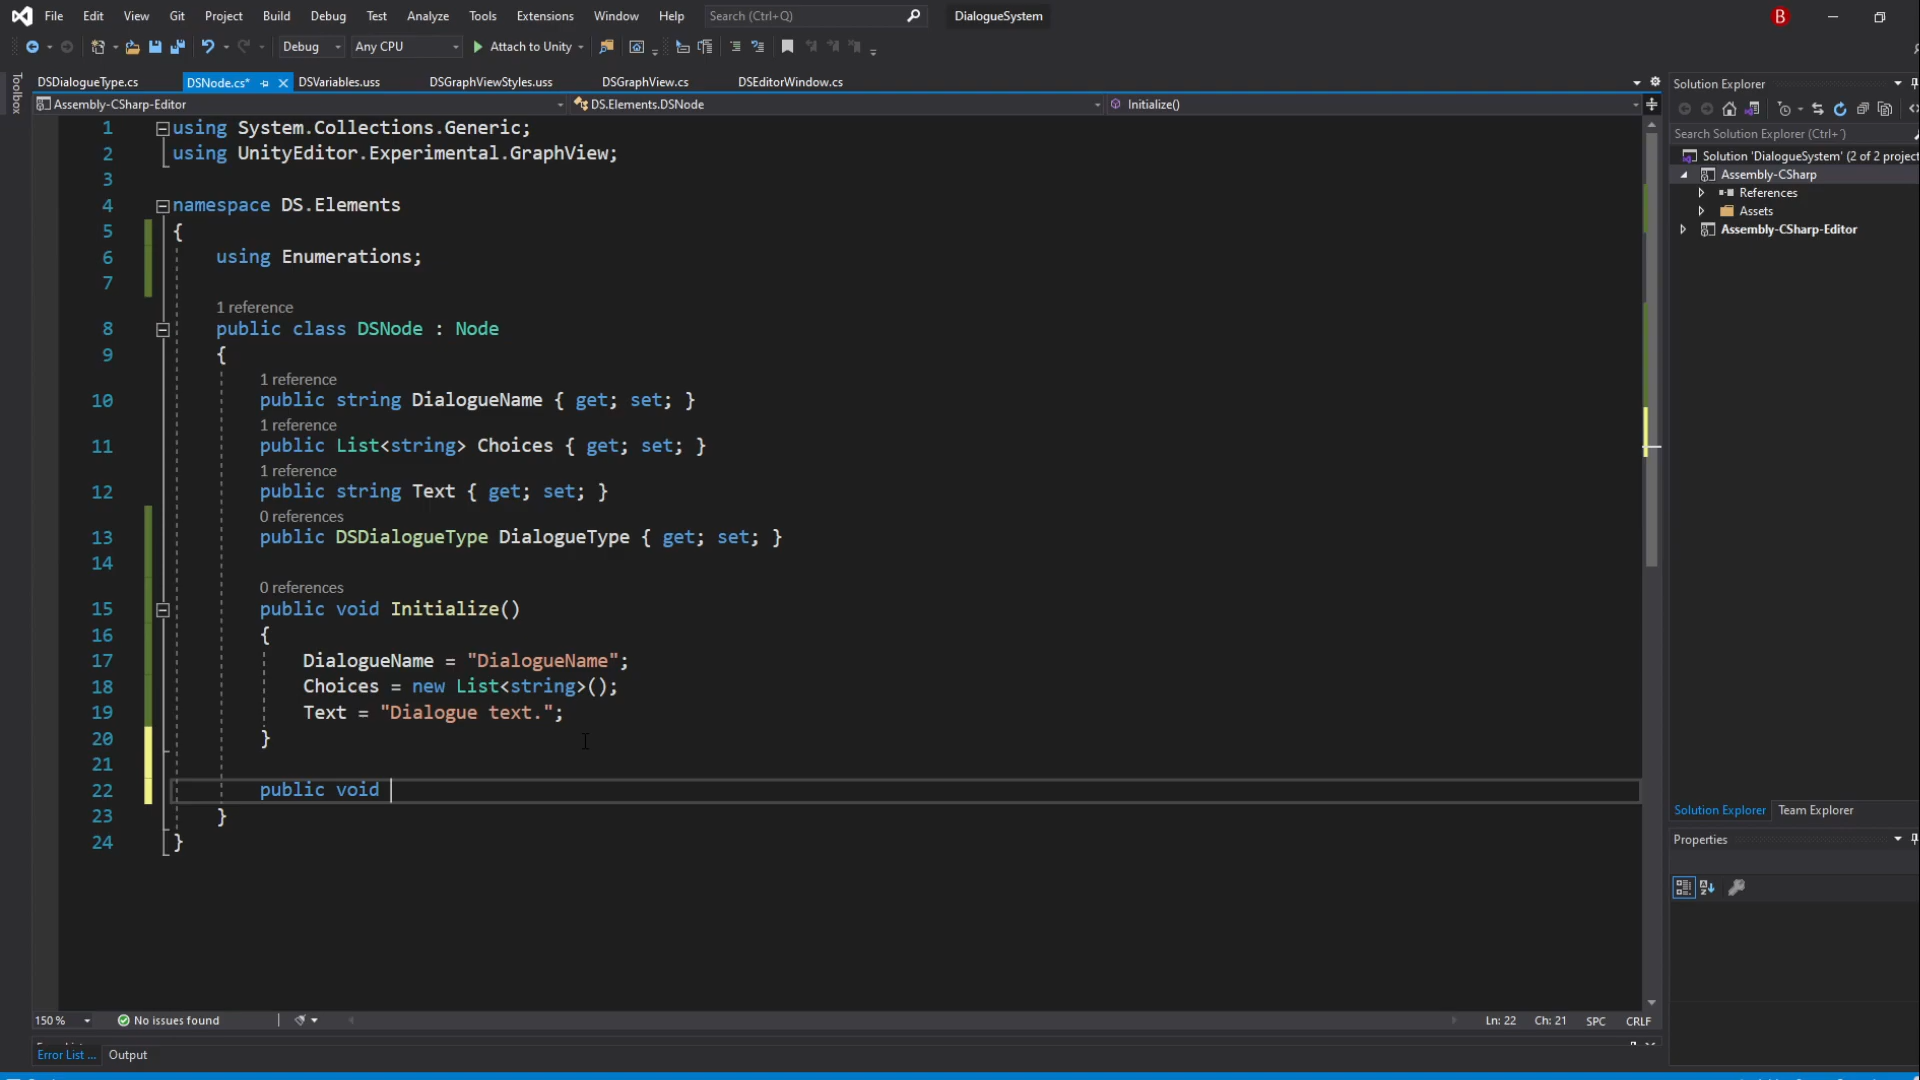 File Edit View Git Project Build Debug Test Analyze Tools Extensions Window Help Search (Ctrl+Q) DialogueSystem B
Debug Any CPU Attach to Unity
Toolbox
DSDialogueType.cs DSNode.cs* DSVariables.uss DSGraphViewStyles.uss DSGraphView.cs DSEditorWindow.cs
Assembly-CSharp-Editor DS.Elements.DSNode Initialize()
1 using System.Collections.Generic;
2 using UnityEditor.Experimental.GraphView;
3
4 namespace DS.Elements
5 {
6 using Enumerations;
7
1 reference
8 public class DSNode : Node
9 {
1 reference
10 public string DialogueName { get; set; }
1 reference
11 public List<string> Choices { get; set; }
1 reference
12 public string Text { get; set; }
0 references
13 public DSDialogueType DialogueType { get; set; }
14
0 references
15 public void Initialize()
16 {
17 DialogueName = "DialogueName";
18 Choices = new List<string>();
19 Text = "Dialogue text.";
20 }
21
22 public void
23 }
24 }
150 % No issues found Ln: 22 Ch: 21 SPC CRLF
Error List ... Output
Solution Explorer
Search Solution Explorer (Ctrl+')
Solution 'DialogueSystem' (2 of 2 project
Assembly-CSharp
References
Assets
Assembly-CSharp-Editor
Solution Explorer Team Explorer
Properties